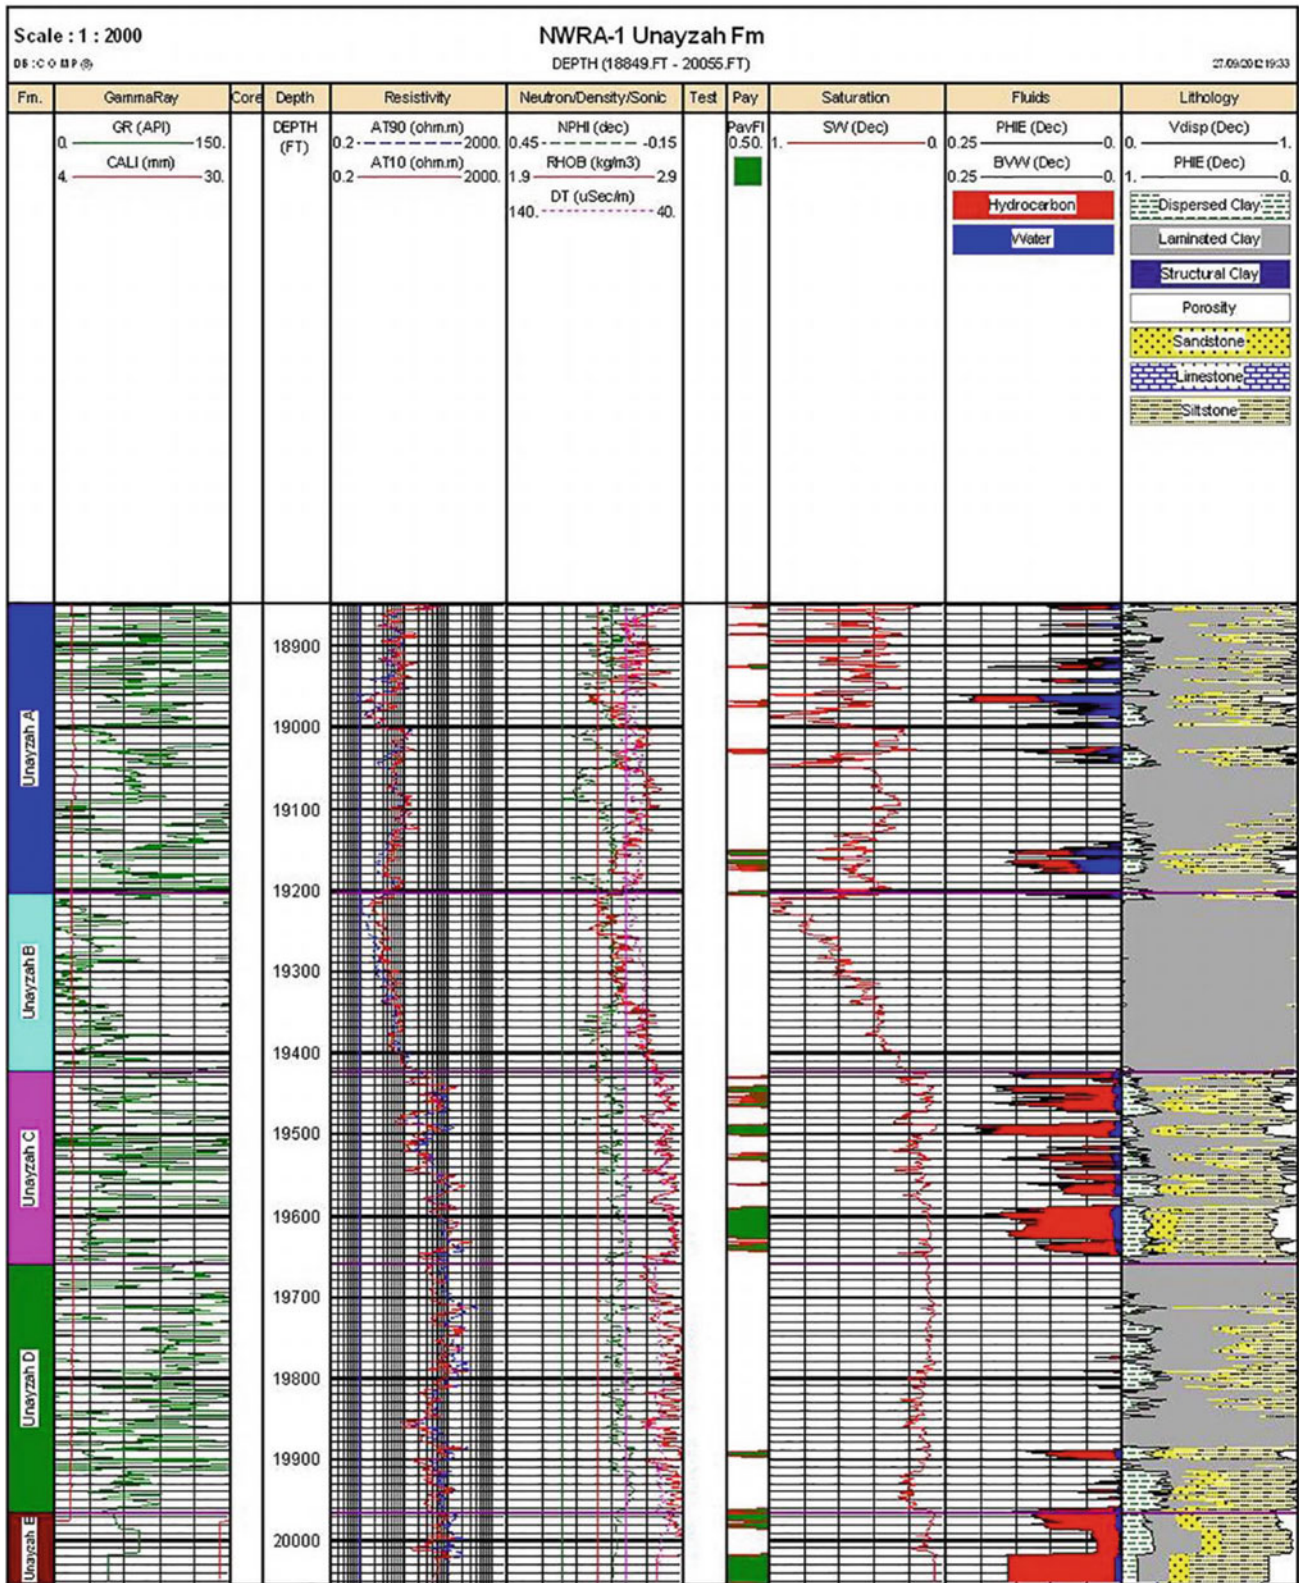 Scale : 1 : 2000
NWRA-1 Unayzah Fm
DB : C O M P (8)
DEPTH (18849.FT - 20055.FT)
Fm.
GammaRay
Core
Depth
Resistivity
Neutron/Density/Sonic
Test
Pay
Saturation
Fluids
Lithology
GR (API)
0. 150.
CALI (mm)
4. 30.
DEPTH
(FT)
AT90 (ohm.m)
0.2 2000.
AT10 (ohm.m)
0.2 2000.
NPHI (dec)
0.45 -0.15
RHOB (kg/m3)
1.9 2.9
DT (uSec/m)
140. 40.
PayFl
0.50.
SW (Dec)
1. 0.
PHIE (Dec)
0.25 0.
BVW (Dec)
0.25 0.
Hydrocarbon
Water
Vdisp (Dec)
0. 1.
PHIE (Dec)
1. 0.
Dispersed Clay
Laminated Clay
Structural Clay
Porosity
Sandstone
Limestone
Siltstone
Unayzah A
Unayzah B
Unayzah C
Unayzah D
Unayzah E
18900
19000
19100
19200
19300
19400
19500
19600
19700
19800
19900
20000